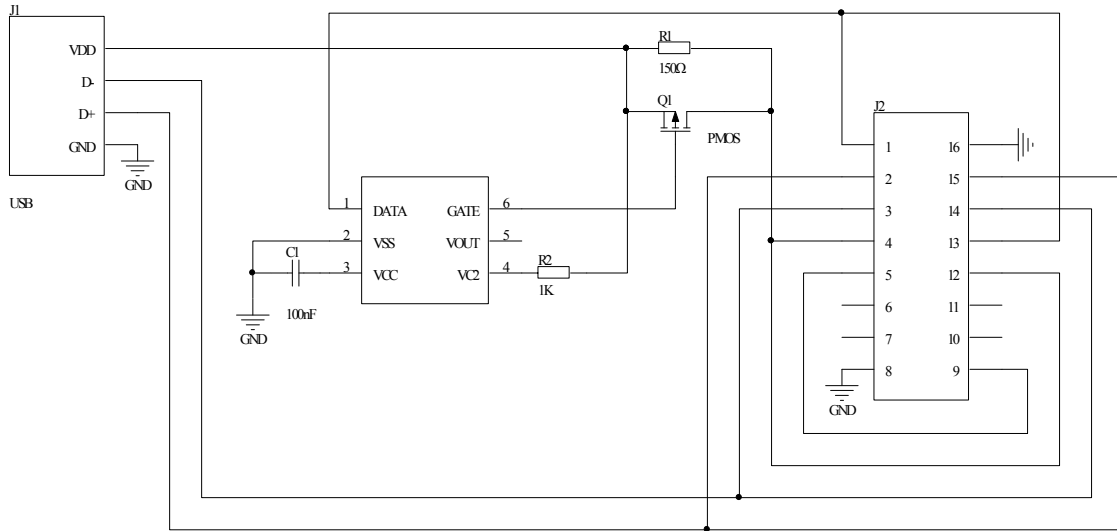 J1
VDD
D-
D+
GND
GND
USB
R1
150Ω
Q1
PMOS
1 DATA GATE 6
2 VSS VOUT 5
3 VCC VC2 4
C1
100nF
GND
R2
1K
J2
1 16
2 15
3 14
4 13
5 12
6 11
7 10
8 9
GND